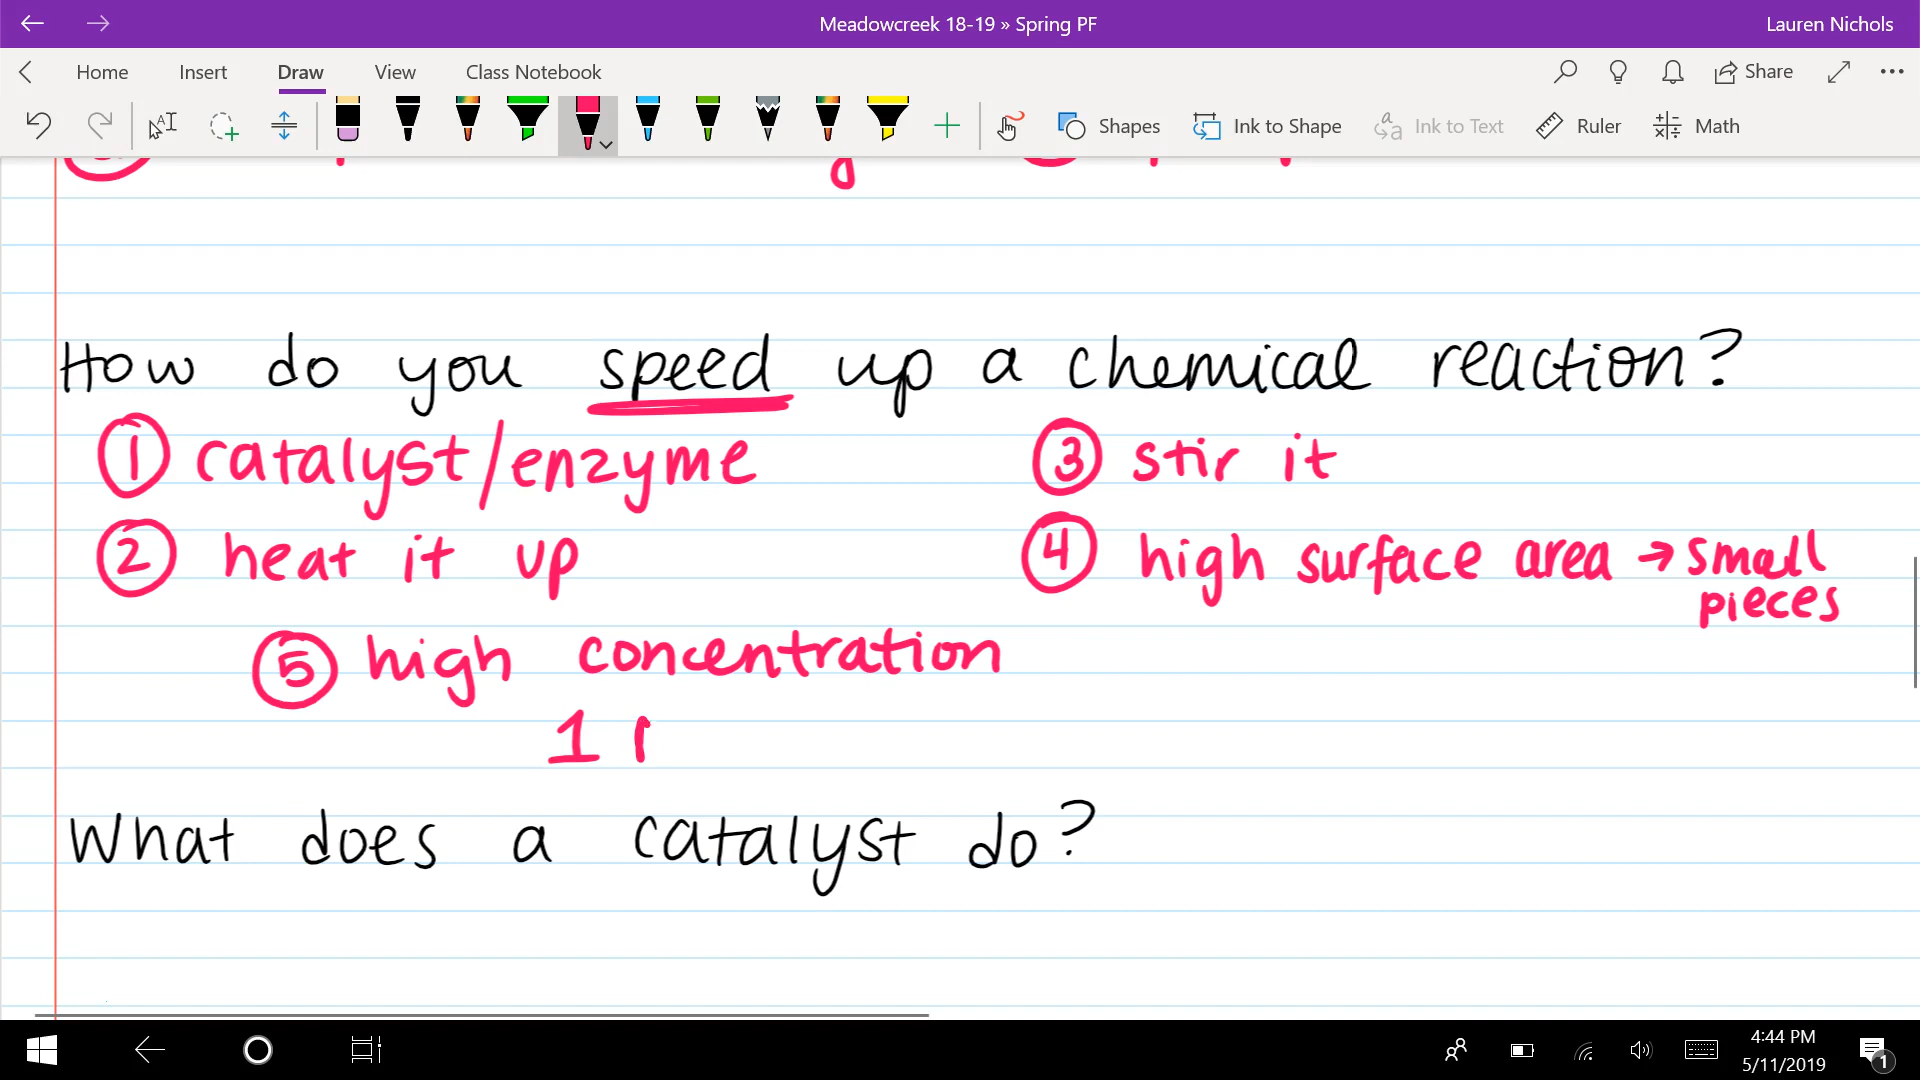 Meadowcreek 18-19 » Spring PF
Lauren Nichols
Home Insert Draw View Class Notebook
Share
Shapes Ink to Shape Ink to Text Ruler Math
How do you speed up a chemical reaction?
① catalyst/enzyme
③ stir it
② heat it up
④ high surface area → small pieces
⑤ high concentration
1
What does a catalyst do?
4:44 PM
5/11/2019
1